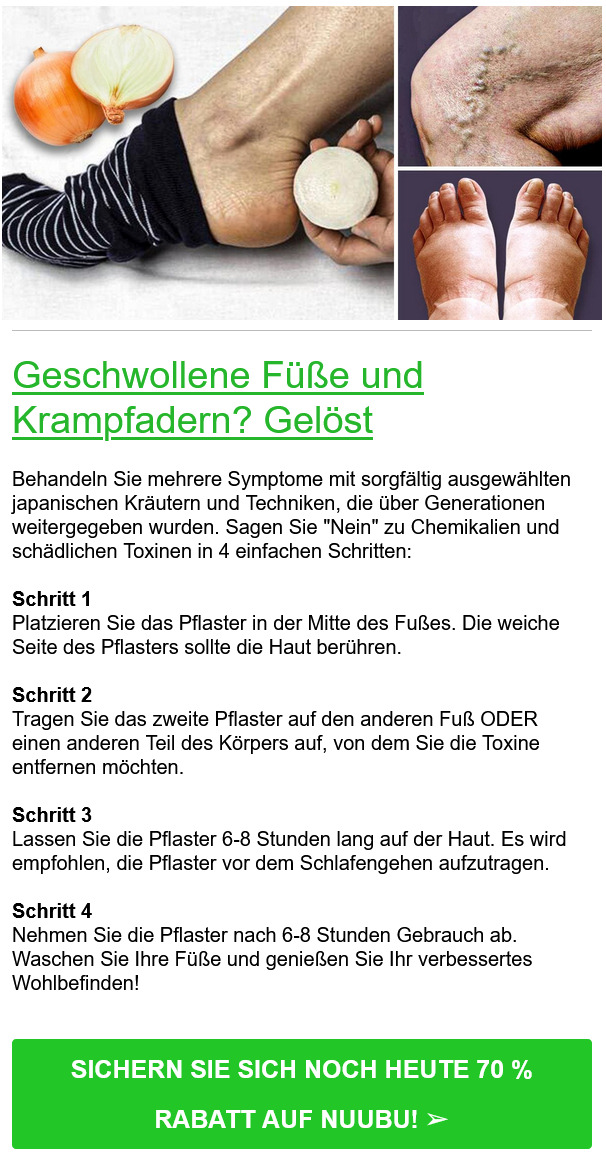 Geschwollene Füße und
Krampfadern? Gelöst
Behandeln Sie mehrere Symptome mit sorgfältig ausgewählten
japanischen Kräutern und Techniken, die über Generationen
weitergegeben wurden. Sagen Sie "Nein" zu Chemikalien und
schädlichen Toxinen in 4 einfachen Schritten:
Schritt 1
Platzieren Sie das Pflaster in der Mitte des Fußes. Die weiche
Seite des Pflasters sollte die Haut berühren.
Schritt 2
Tragen Sie das zweite Pflaster auf den anderen Fuß ODER
einen anderen Teil des Körpers auf, von dem Sie die Toxine
entfernen möchten.
Schritt 3
Lassen Sie die Pflaster 6-8 Stunden lang auf der Haut. Es wird
empfohlen, die Pflaster vor dem Schlafengehen aufzutragen.
Schritt 4
Nehmen Sie die Pflaster nach 6-8 Stunden Gebrauch ab.
Waschen Sie Ihre Füße und genießen Sie Ihr verbessertes
Wohlbefinden!
SICHERN SIE SICH NOCH HEUTE 70 %
RABATT AUF NUUBU! ➢